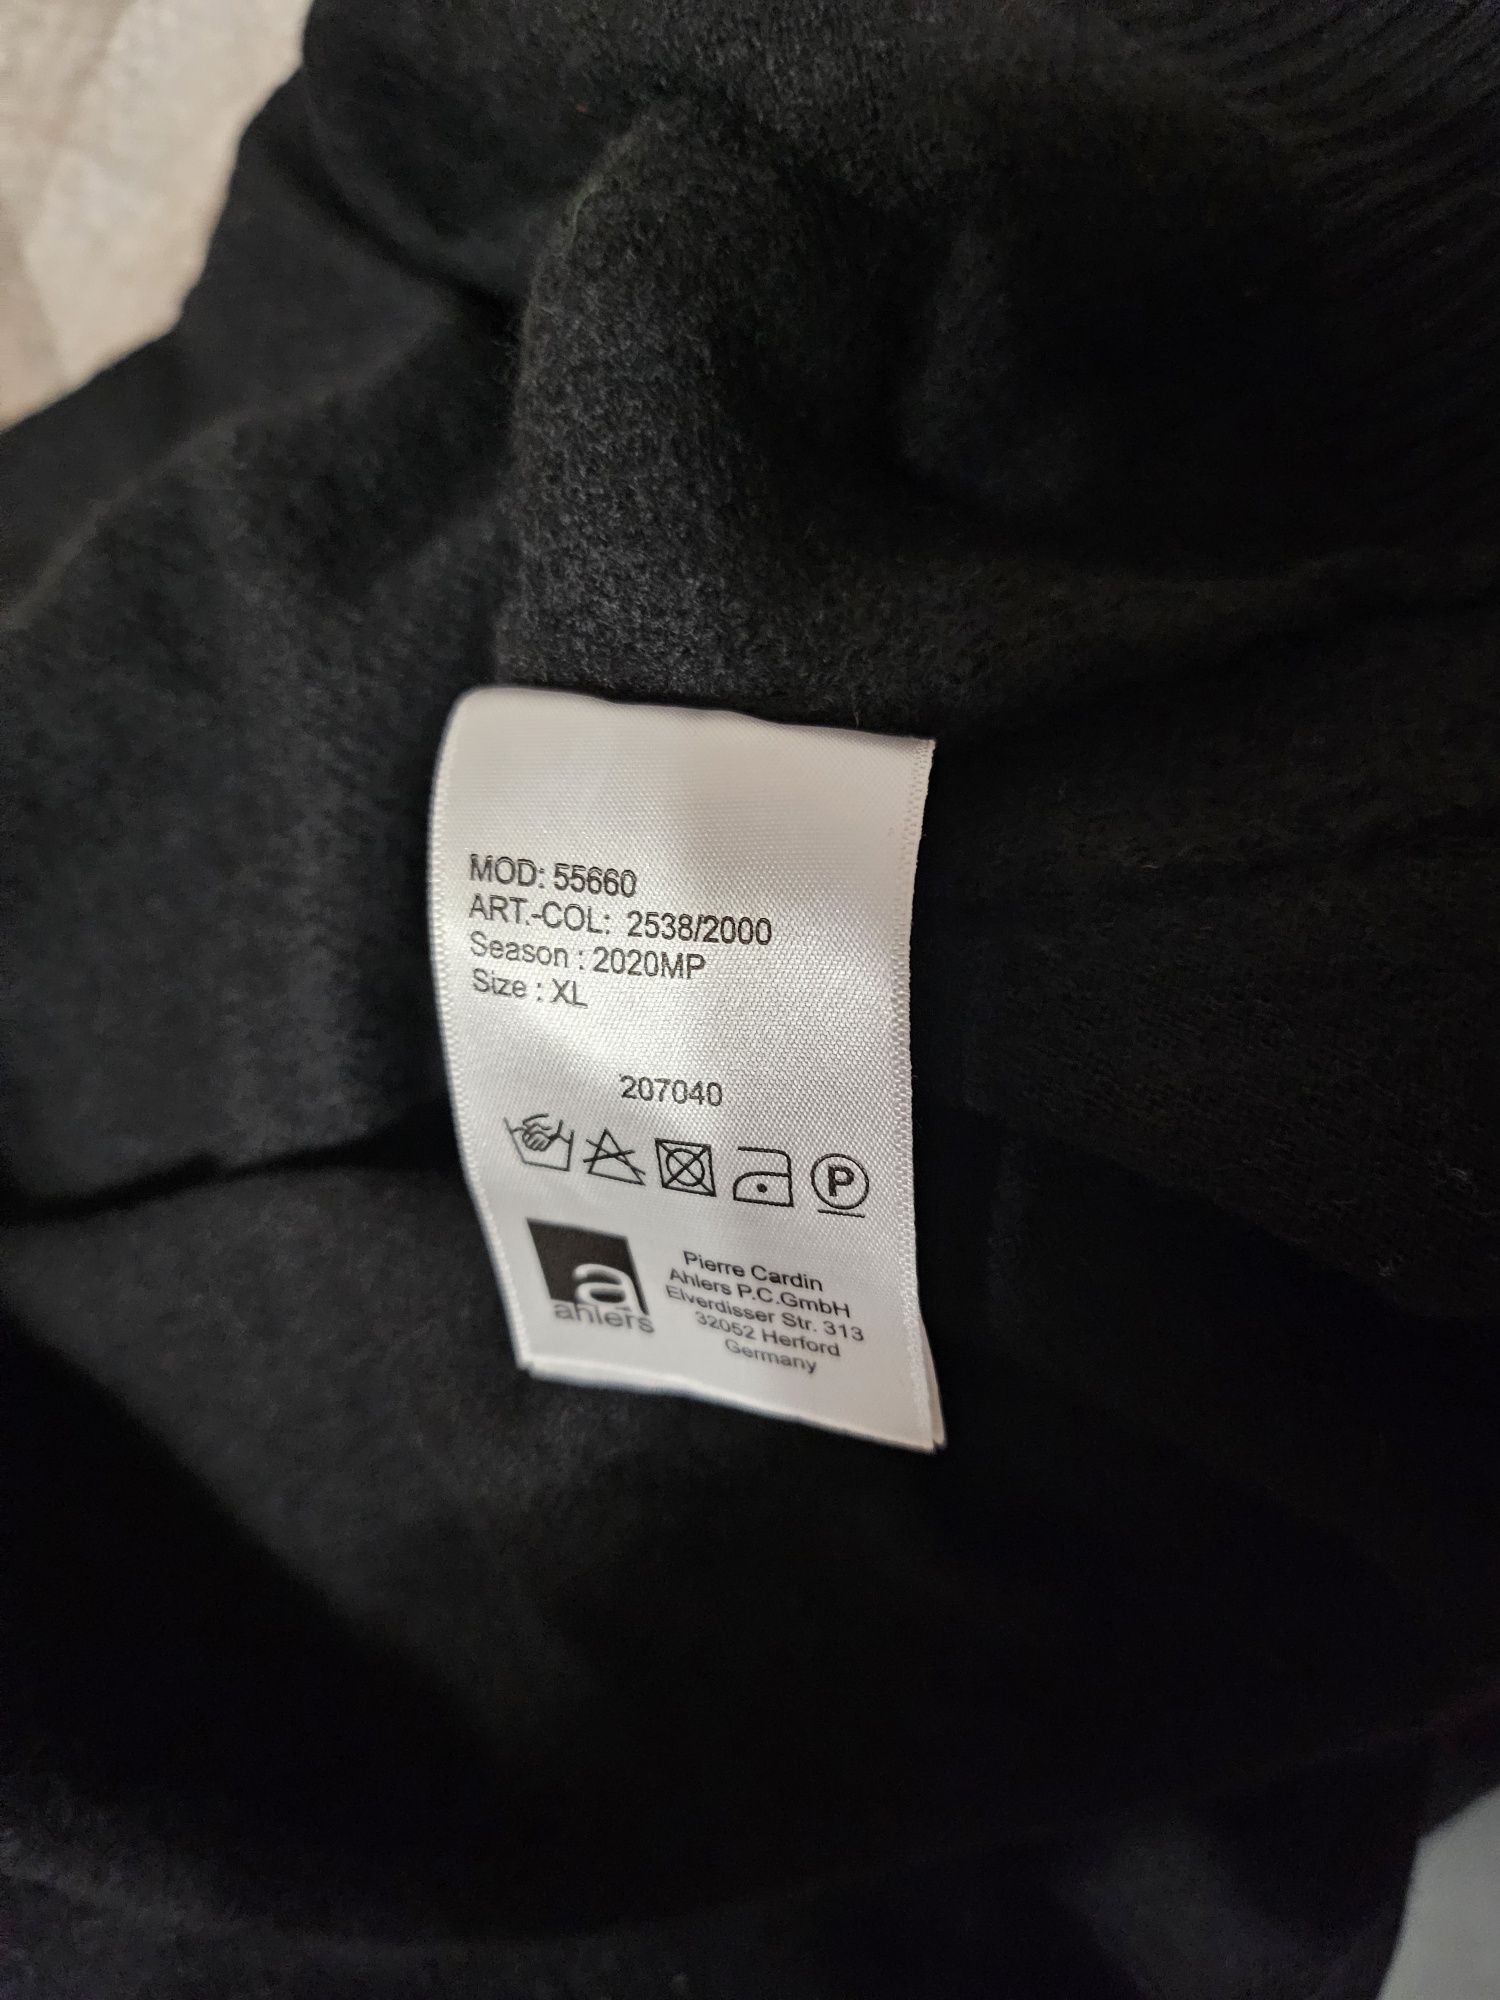 MOD: 55660
ART.-COL: 2538/2000
Season : 2020MP
Size : XL
207040
P
a
ahlers
Pierre Cardin
Ahlers P.C.GmbH
Elverdisser Str. 313
32052 Herford
Germany